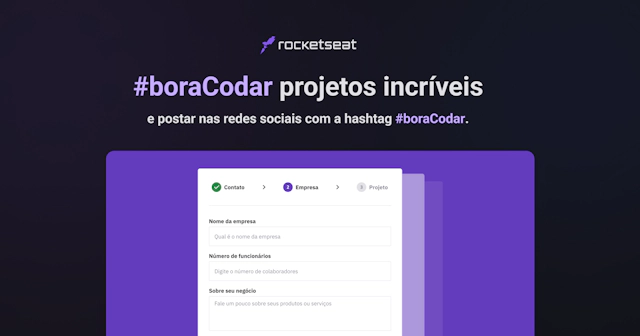 rocketseat
#boraCodar projetos incríveis
e postar nas redes sociais com a hashtag #boraCodar.
Contato > 2 Empresa > 3 Projeto
Nome da empresa
Qual é o nome da empresa
Número de funcionários
Digite o número de colaboradores
Sobre seu negócio
Fale um pouco sobre seus produtos ou serviços